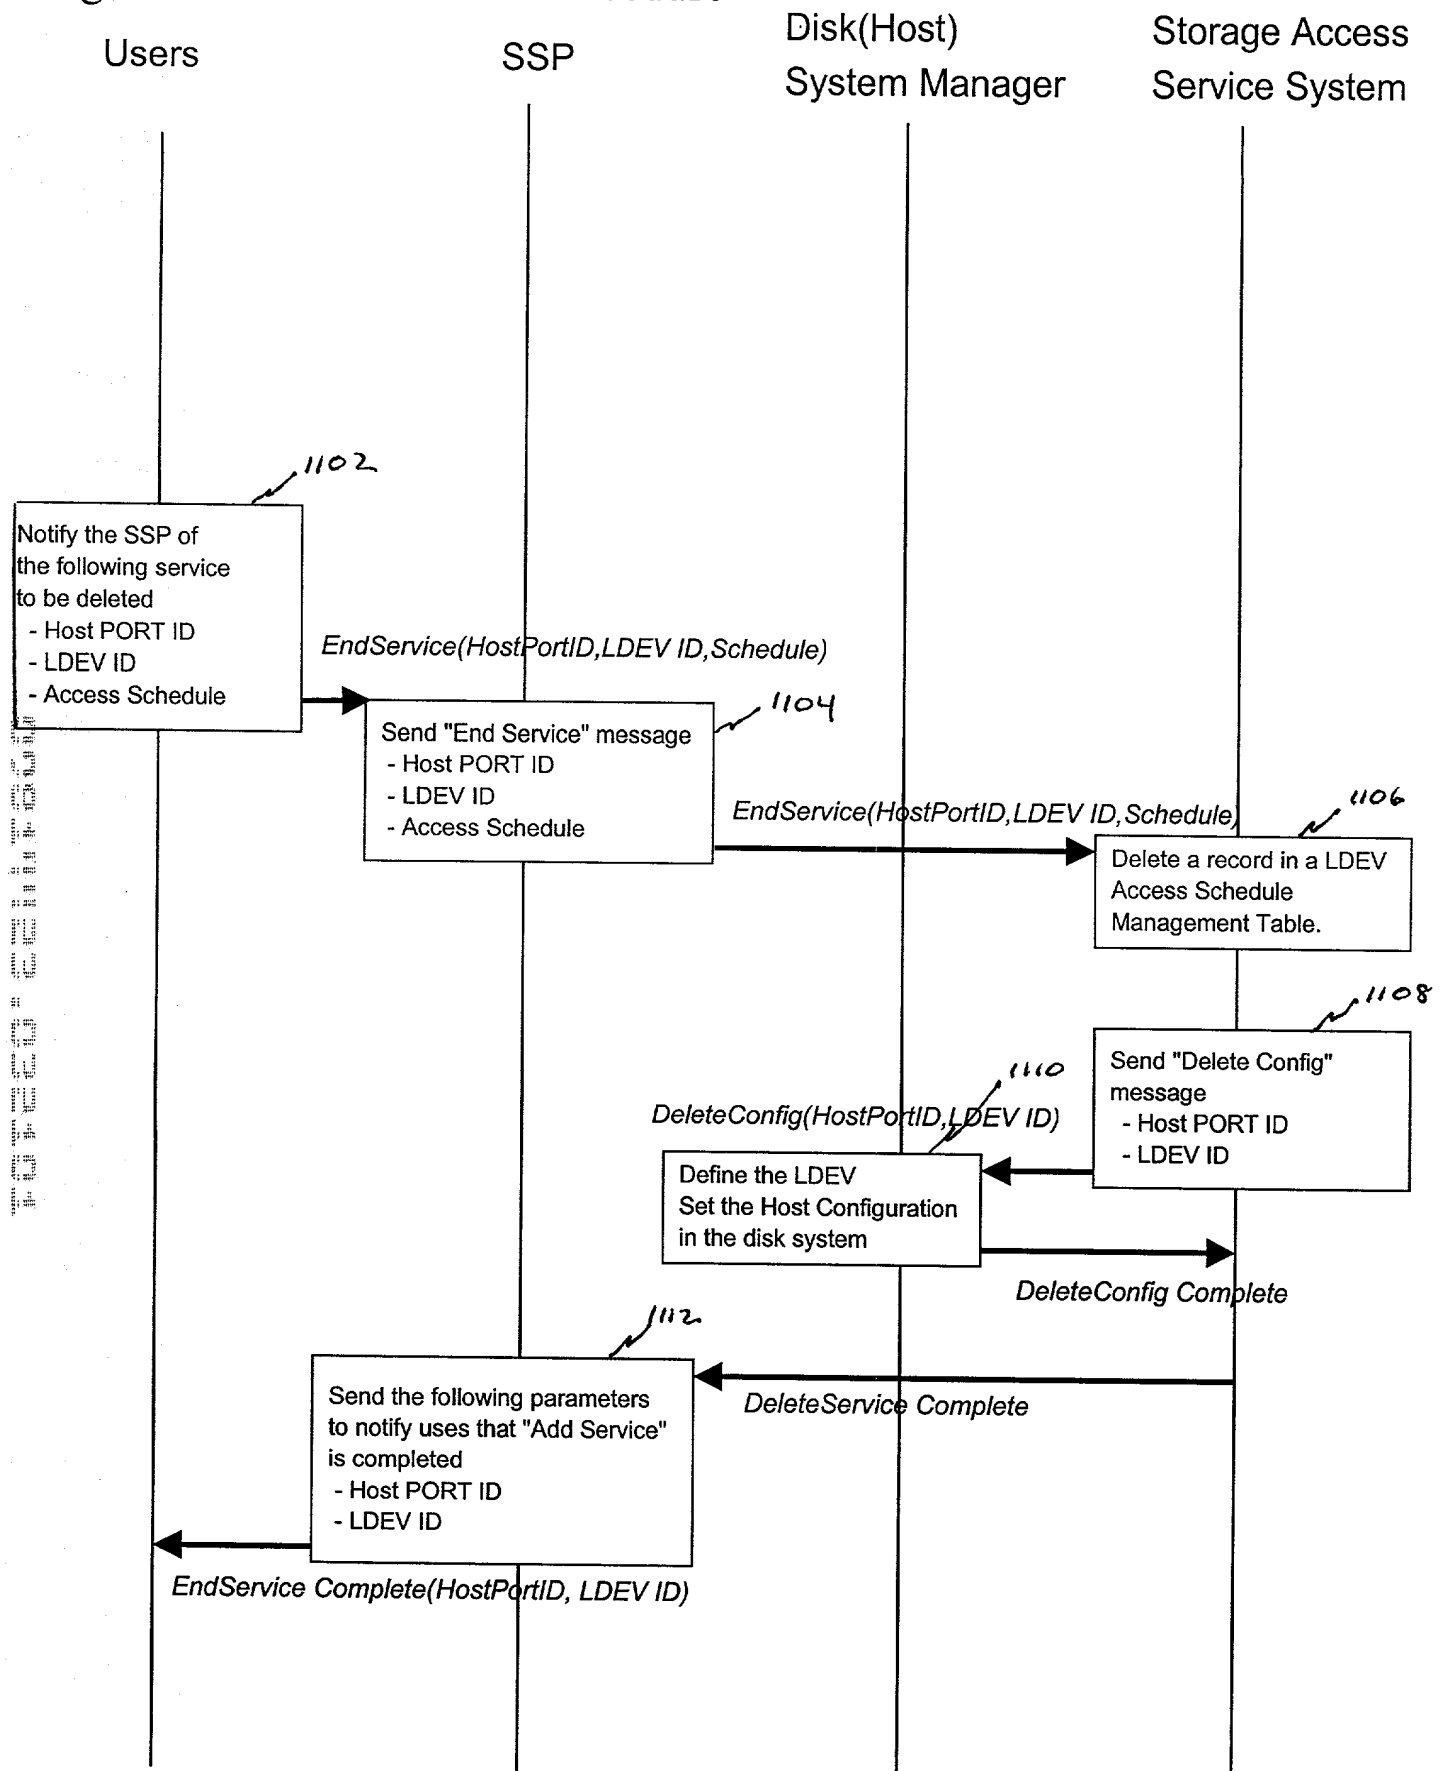 Users
SSP
Disk(Host)
System Manager
Storage Access
Service System
1102
Notify the SSP of
the following service
to be deleted
- Host PORT ID
- LDEV ID
- Access Schedule
EndService(HostPortID,LDEV ID,Schedule)
1104
Send "End Service" message
- Host PORT ID
- LDEV ID
- Access Schedule
EndService(HostPortID,LDEV ID,Schedule)
1106
Delete a record in a LDEV
Access Schedule
Management Table.
1108
Send "Delete Config"
message
- Host PORT ID
- LDEV ID
1110
DeleteConfig(HostPortID,LDEV ID)
Define the LDEV
Set the Host Configuration
in the disk system
DeleteConfig Complete
1112
DeleteService Complete
Send the following parameters
to notify uses that "Add Service"
is completed
- Host PORT ID
- LDEV ID
EndService Complete(HostPortID, LDEV ID)